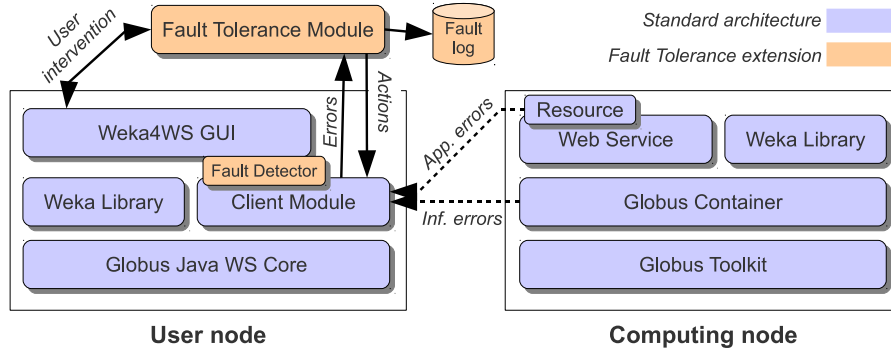 User
intervention
Fault Tolerance Module
Fault
log
Standard architecture
Fault Tolerance extension
Errors
Actions
Weka4WS GUI
Fault Detector
Weka Library
Client Module
Globus Java WS Core
User node
App. errors
Inf. errors
Resource
Web Service
Weka Library
Globus Container
Globus Toolkit
Computing node